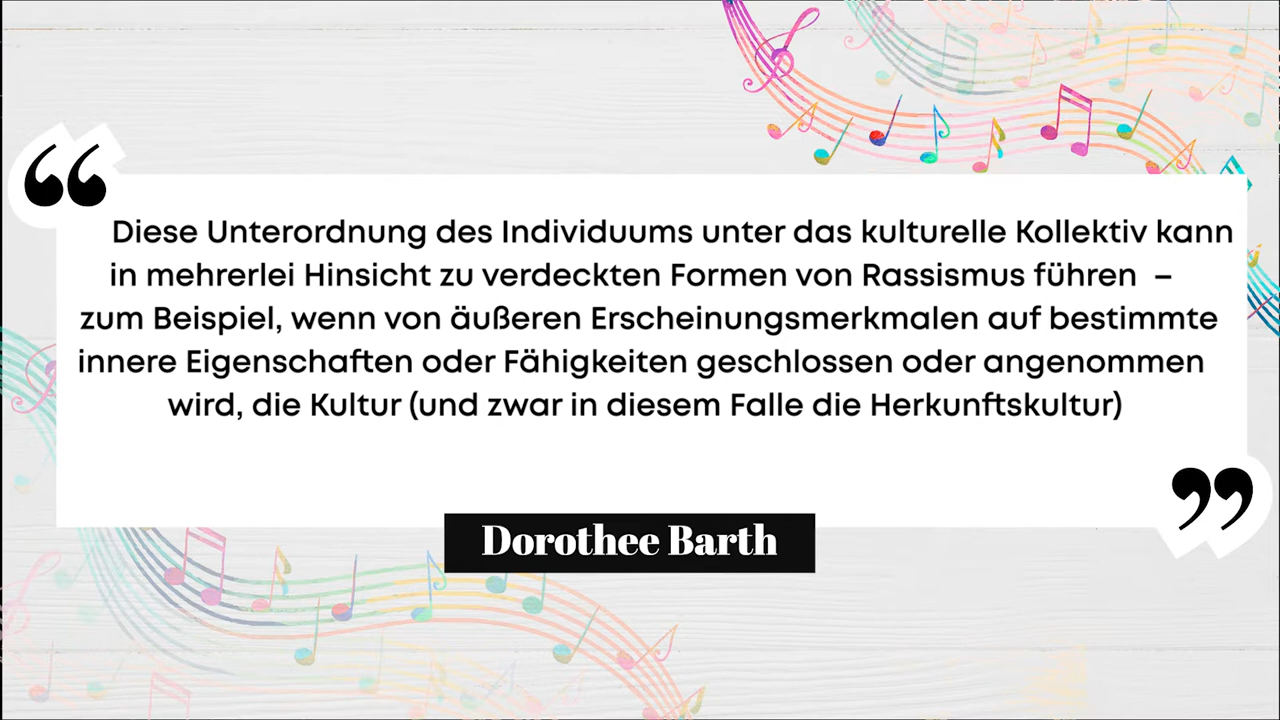 “
Diese Unterordnung des Individuums unter das kulturelle Kollektiv kann
in mehrerlei Hinsicht zu verdeckten Formen von Rassismus führen –
zum Beispiel, wenn von äußeren Erscheinungsmerkmalen auf bestimmte
innere Eigenschaften oder Fähigkeiten geschlossen oder angenommen
wird, die Kultur (und zwar in diesem Falle die Herkunftskultur)
”
Dorothee Barth